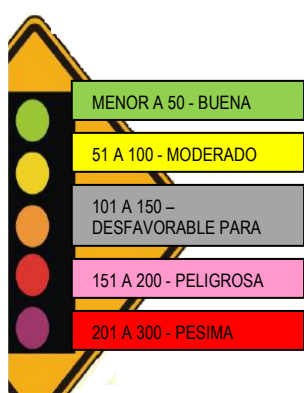 MENOR A 50 - BUENA
51 A 100 - MODERADO
101 A 150 –
DESFAVORABLE PARA
151 A 200 - PELIGROSA
201 A 300 - PESIMA